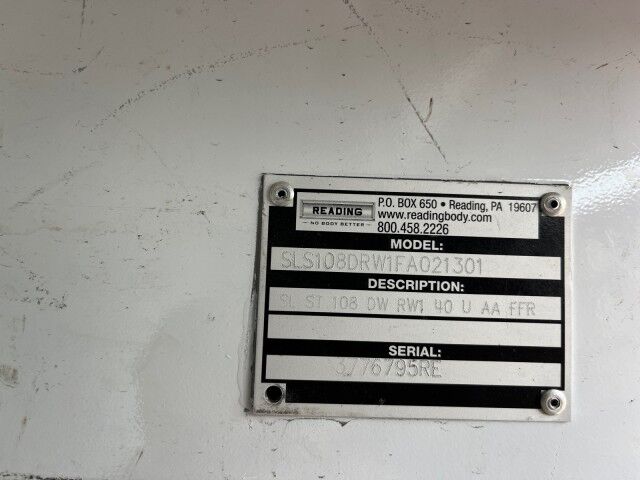 READING
NO BODY BETTER
P.O. BOX 650 • Reading, PA 19607
www.readingbody.com
800.458.2226
MODEL:
SLS108DRW1FA021301
DESCRIPTION:
SL ST 108 DW RW1 40 U AA FFR
SERIAL: